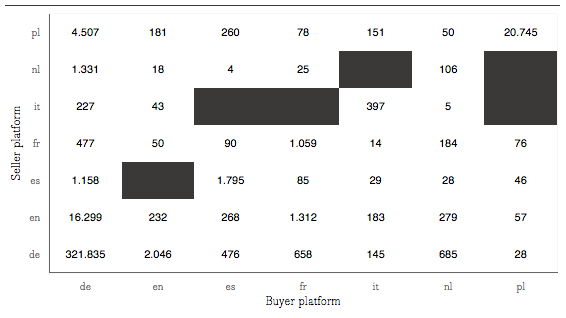 pl 4.507 181 260 78 151 50 20.745
nl 1.331 18 4 25 106
it 227 43 397 5
fr 477 50 90 1.059 14 184 76
es 1.158 1.795 85 29 28 46
en 16.299 232 268 1.312 183 279 57
de 321.835 2.046 476 658 145 685 28
de en es fr it nl pl
Seller platform
Buyer platform